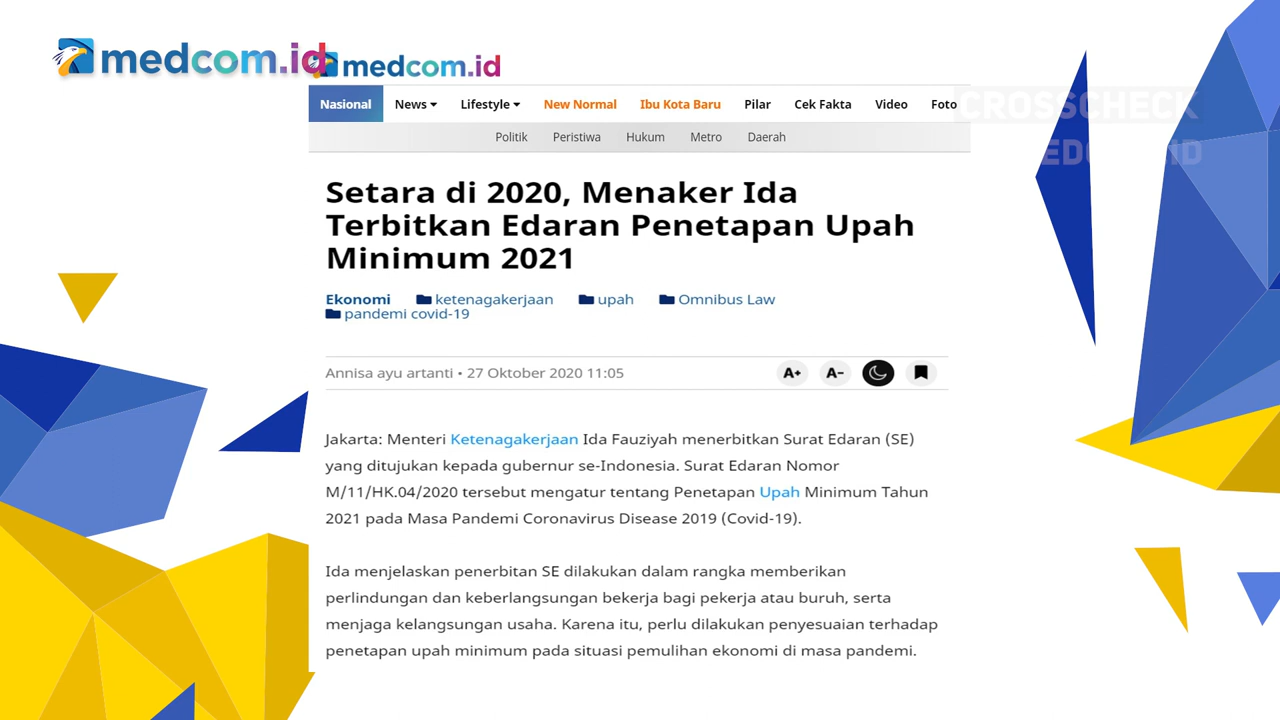 medcom.id
medcom.id
Nasional News Lifestyle New Normal Ibu Kota Baru Pilar Cek Fakta Video Foto
CROSSCHECK
Politik Peristiwa Hukum Metro Daerah
Setara di 2020, Menaker Ida
Terbitkan Edaran Penetapan Upah
Minimum 2021
Ekonomi ketenagakerjaan upah Omnibus Law
pandemi covid-19
Annisa ayu artanti • 27 Oktober 2020 11:05 A+ A-
Jakarta: Menteri Ketenagakerjaan Ida Fauziyah menerbitkan Surat Edaran (SE)
yang ditujukan kepada gubernur se-Indonesia. Surat Edaran Nomor
M/11/HK.04/2020 tersebut mengatur tentang Penetapan Upah Minimum Tahun
2021 pada Masa Pandemi Coronavirus Disease 2019 (Covid-19).
Ida menjelaskan penerbitan SE dilakukan dalam rangka memberikan
perlindungan dan keberlangsungan bekerja bagi pekerja atau buruh, serta
menjaga kelangsungan usaha. Karena itu, perlu dilakukan penyesuaian terhadap
penetapan upah minimum pada situasi pemulihan ekonomi di masa pandemi.